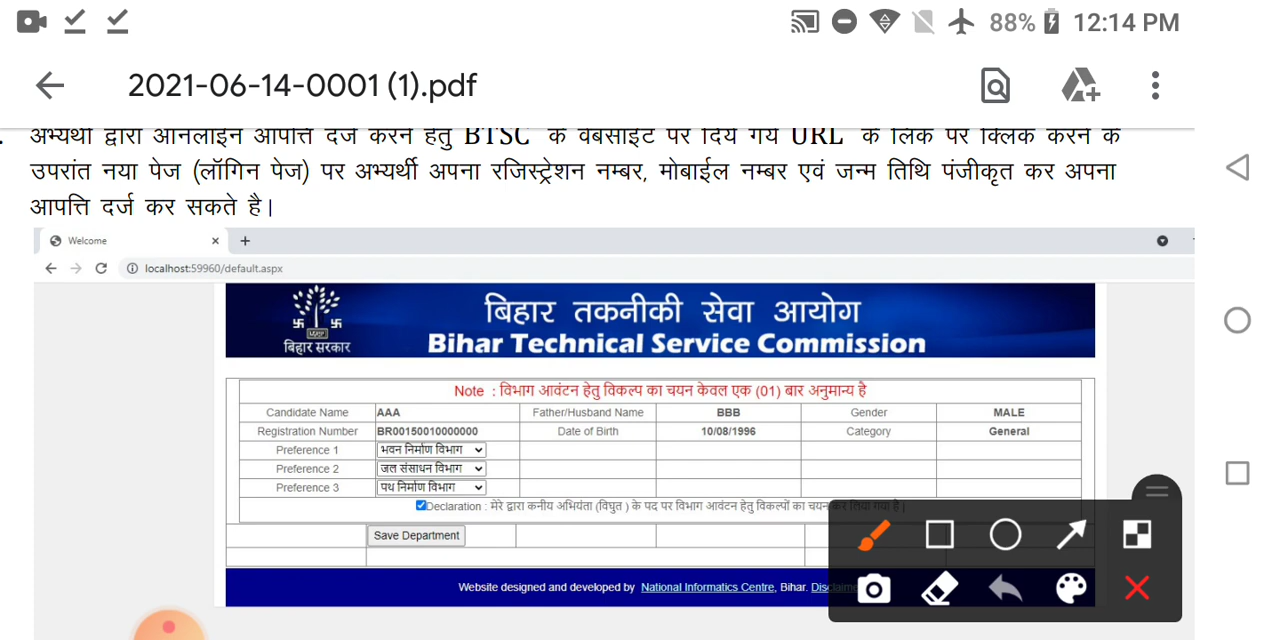 88% 12:14 PM
2021-06-14-0001 (1).pdf
अभ्यर्थी द्वारा ऑनलाइन आपत्ति दर्ज करने हेतु BTSC के वेबसाइट पर दिये गये URL के लिंक पर क्लिक करने के
उपरांत नया पेज (लॉगिन पेज) पर अभ्यर्थी अपना रजिस्ट्रेशन नम्बर, मोबाईल नम्बर एवं जन्म तिथि पंजीकृत कर अपना
आपत्ति दर्ज कर सकते है।
Welcome
localhost:59960/default.aspx
बिहार तकनीकी सेवा आयोग
बिहार सरकार Bihar Technical Service Commission
Note : विभाग आवंटन हेतु विकल्प का चयन केवल एक (01) बार अनुमान्य है
Candidate Name AAA Father/Husband Name BBB Gender MALE
Registration Number BR00150010000000 Date of Birth 10/08/1996 Category General
Preference 1 भवन निर्माण विभाग
Preference 2 जल संसाधन विभाग
Preference 3 पथ निर्माण विभाग
Declaration : मेरे द्वारा कनीय अभियंता (विघुत ) के पद पर विभाग आवंटन हेतु विकल्पों का चयन कर लिया गया है |
Save Department
Website designed and developed by National Informatics Centre, Bihar. Disclaimer